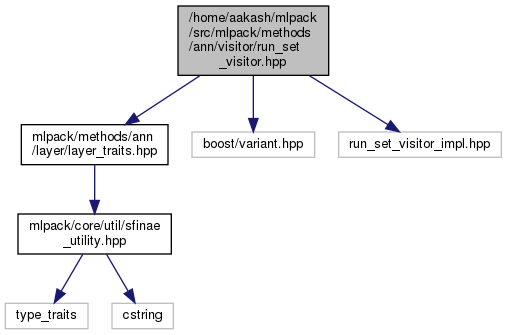 /home/aakash/mlpack
/src/mlpack/methods
/ann/visitor/run_set
_visitor.hpp
mlpack/methods/ann
/layer/layer_traits.hpp
boost/variant.hpp
run_set_visitor_impl.hpp
mlpack/core/util/sfinae
_utility.hpp
type_traits
cstring